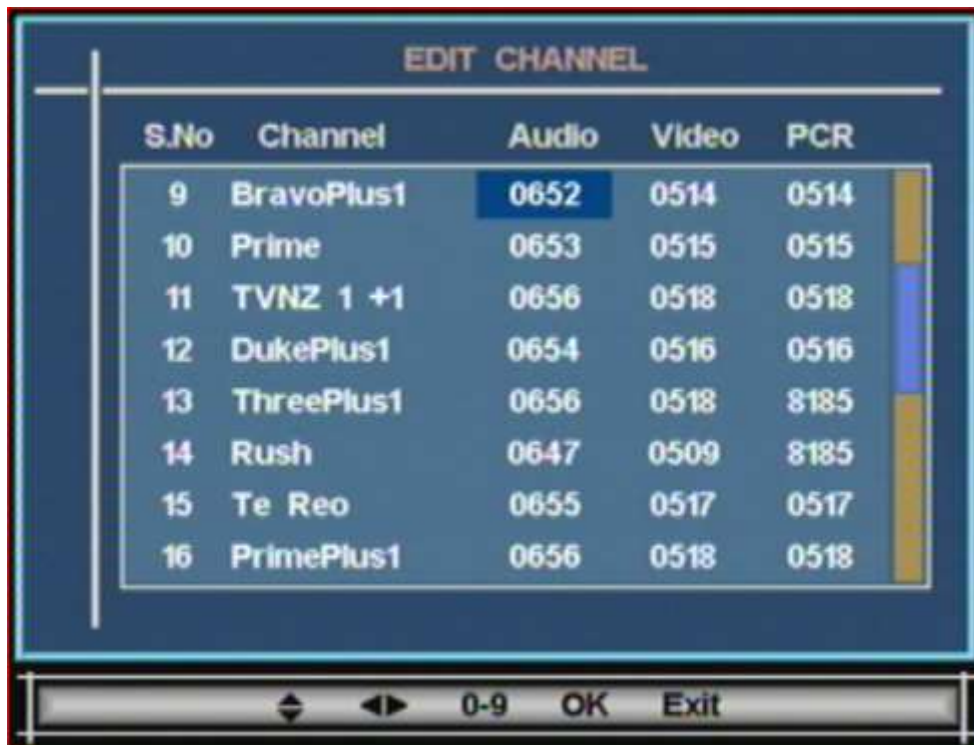 EDIT CHANNEL
S.No Channel Audio Video PCR
9 BravoPlus1 0652 0514 0514
10 Prime 0653 0515 0515
11 TVNZ 1 +1 0656 0518 0518
12 DukePlus1 0654 0516 0516
13 ThreePlus1 0656 0518 8185
14 Rush 0647 0509 8185
15 Te Reo 0655 0517 0517
16 PrimePlus1 0656 0518 0518
0-9 OK Exit